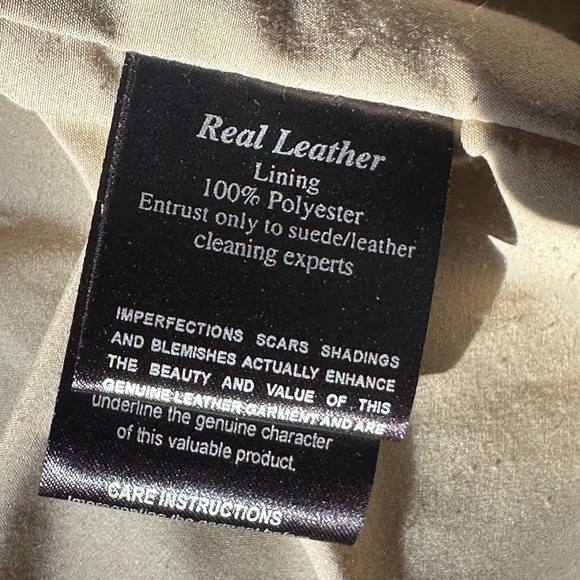 Real Leather
Lining
100% Polyester
Entrust only to suede/leather
cleaning experts
IMPERFECTIONS SCARS SHADINGS
AND BLEMISHES ACTUALLY ENHANCE
THE BEAUTY AND VALUE OF THIS
GENUINE LEATHER GARMENT AND ARE
underline the genuine character
of this valuable product.
CARE INSTRUCTIONS